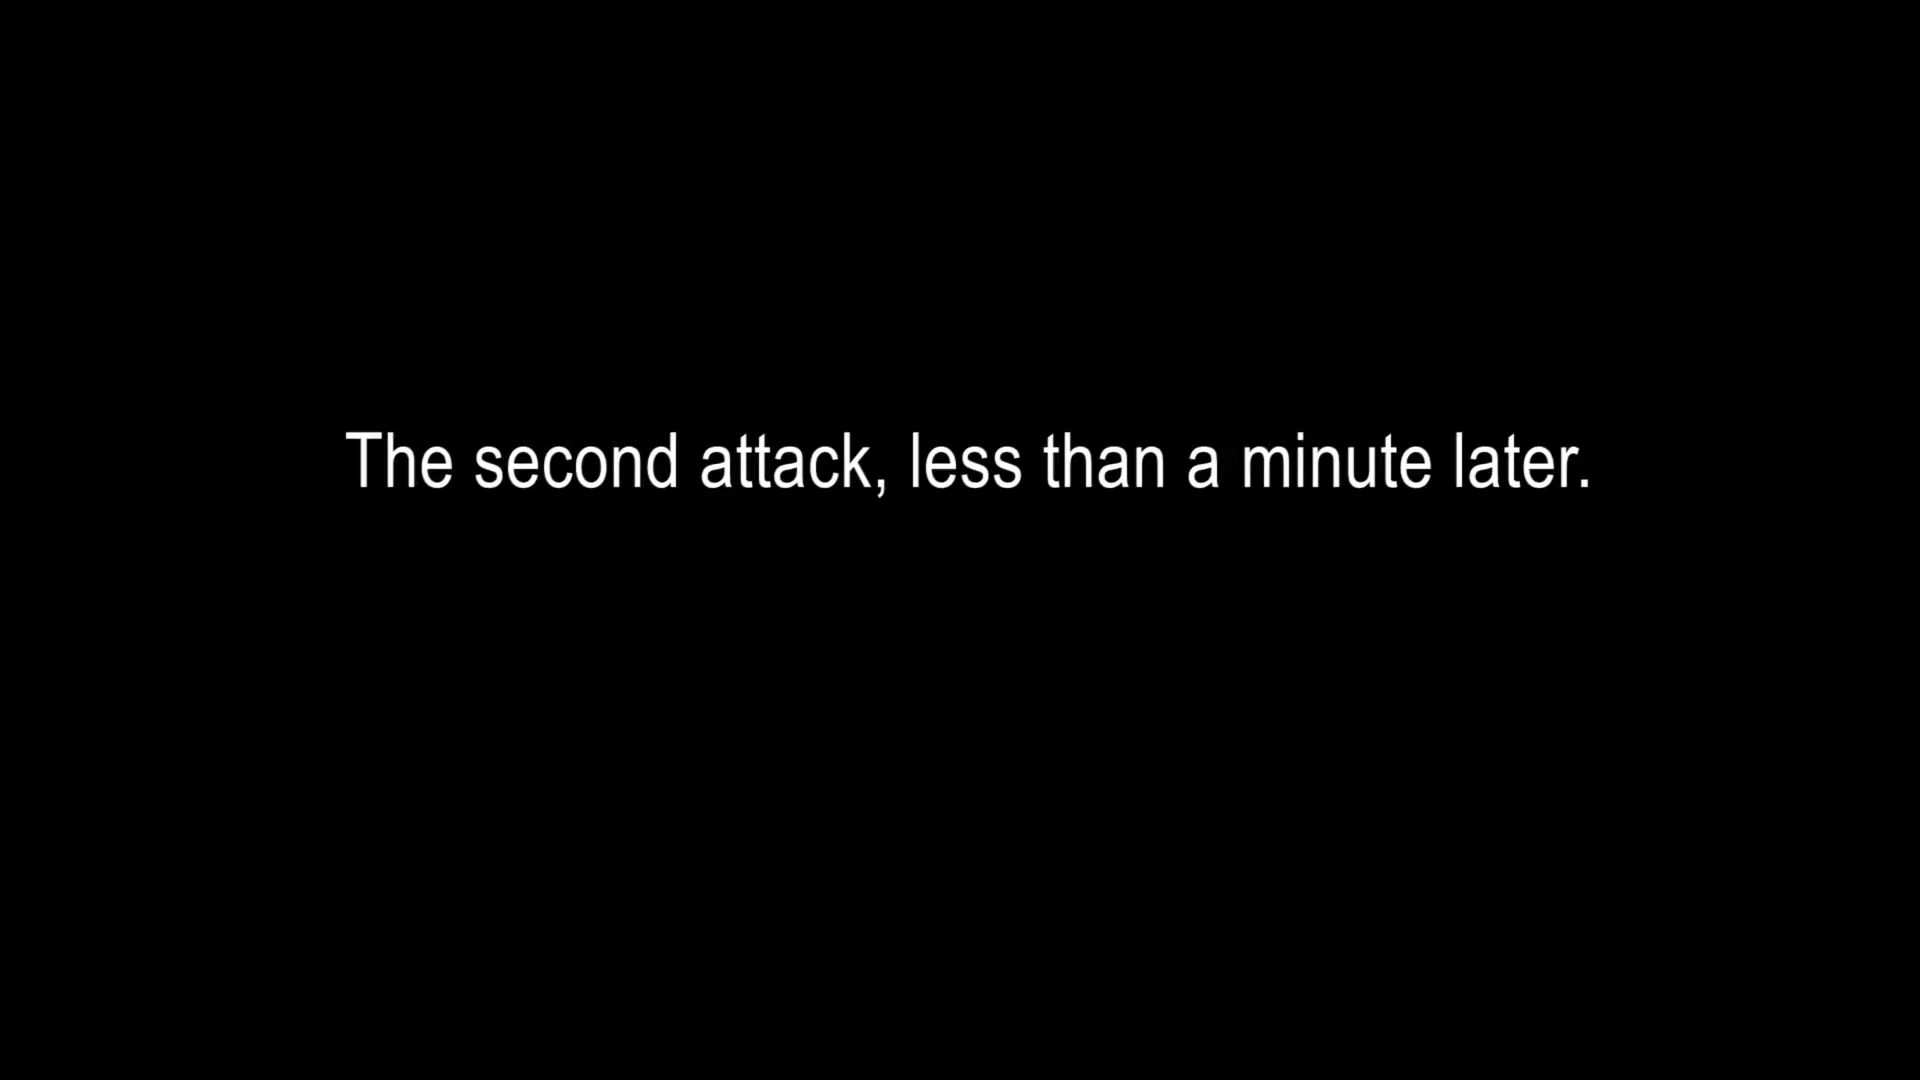 The second attack, less than a minute later.